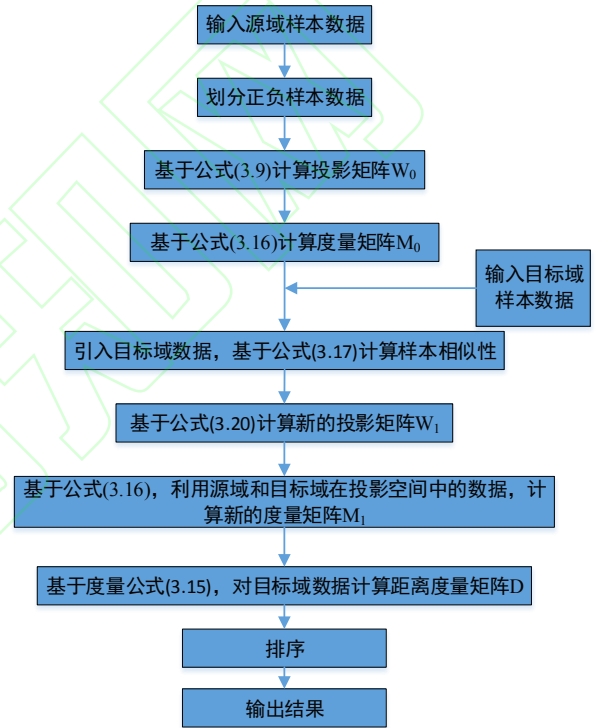 输入源域样本数据
划分正负样本数据
基于公式(3.9)计算投影矩阵W₀
基于公式(3.16)计算度量矩阵M₀
输入目标域
样本数据
引入目标域数据，基于公式(3.17)计算样本相似性
基于公式(3.20)计算新的投影矩阵W₁
基于公式(3.16)，利用源域和目标域在投影空间中的数据，计
算新的度量矩阵M₁
基于度量公式(3.15)，对目标域数据计算距离度量矩阵D
排序
输出结果